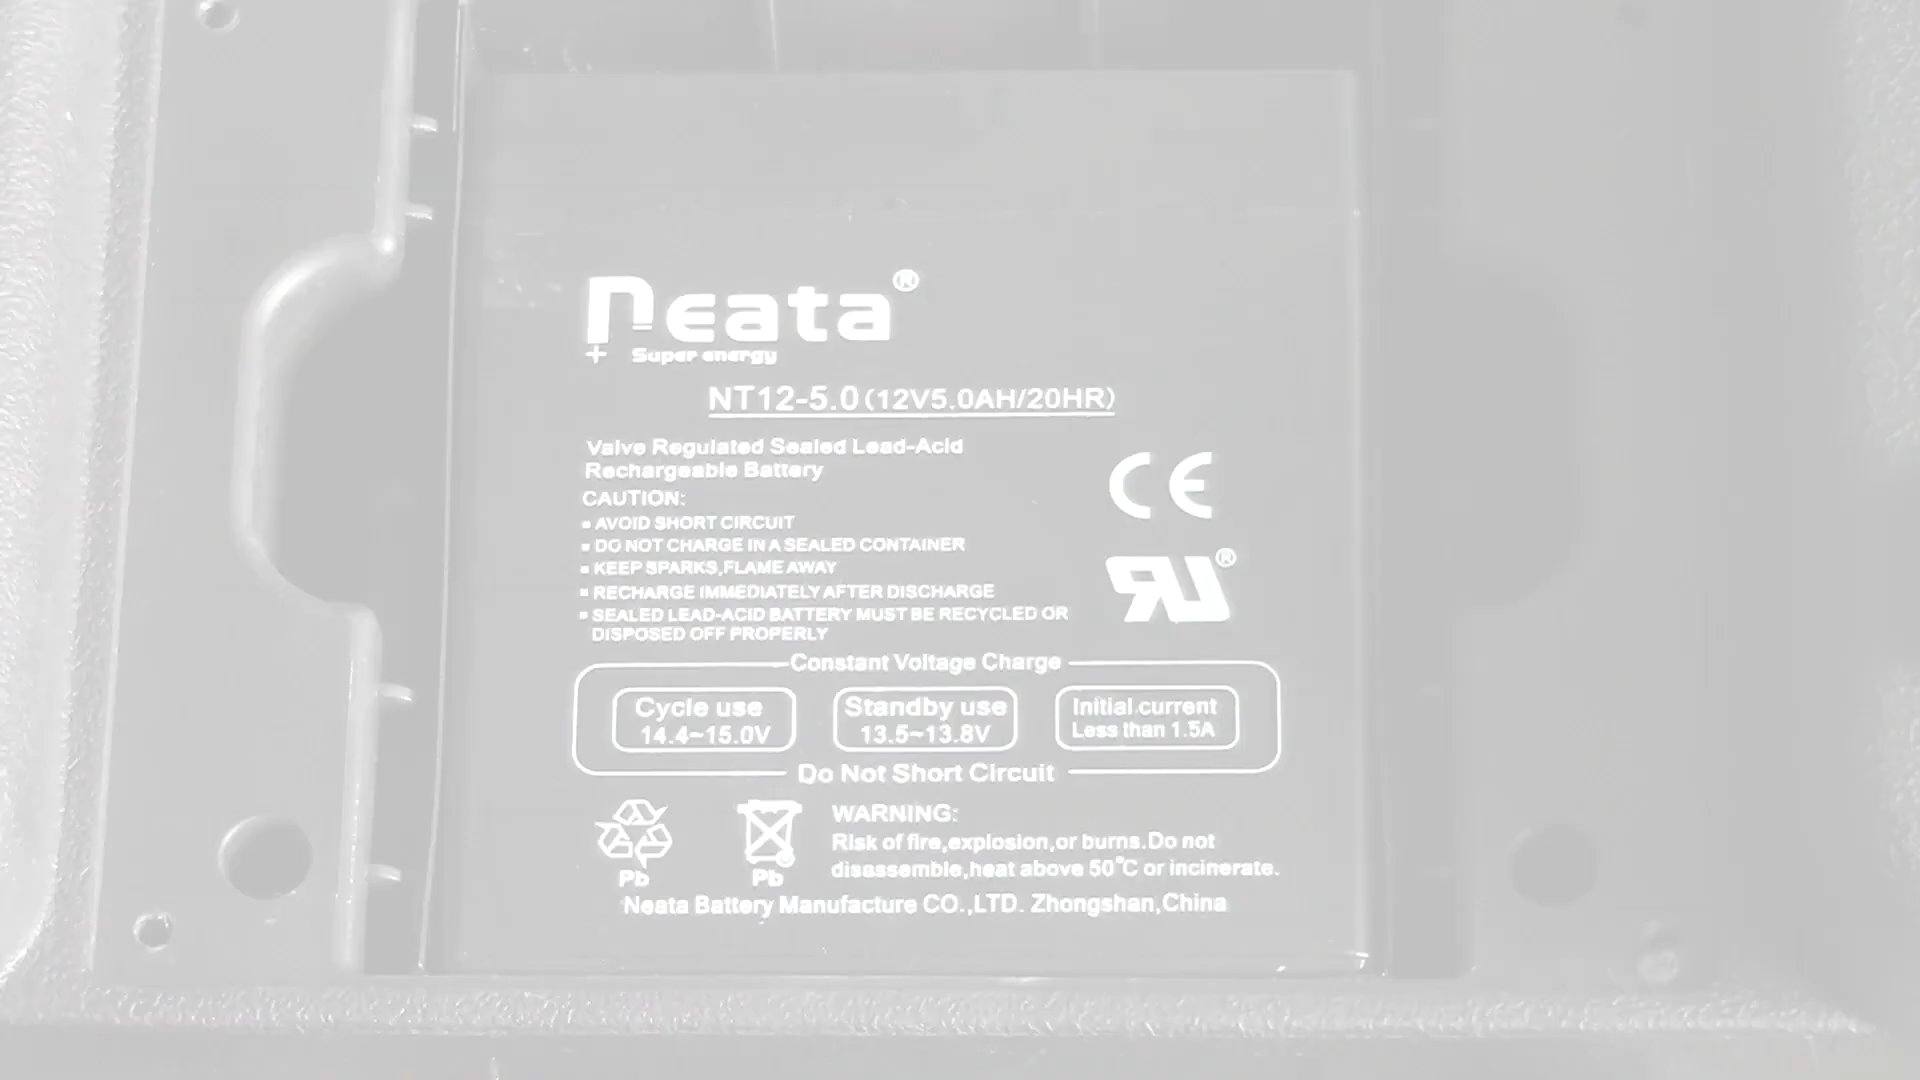 neata®
+ Super energy
NT12-5.0(12V5.0AH/20HR)
Valve Regulated Sealed Lead-Acid
Rechargeable Battery
CAUTION:
▪ AVOID SHORT CIRCUIT
▪ DO NOT CHARGE IN A SEALED CONTAINER
▪ KEEP SPARKS,FLAME AWAY
▪ RECHARGE IMMEDIATELY AFTER DISCHARGE
▪ SEALED LEAD-ACID BATTERY MUST BE RECYCLED OR
DISPOSED OFF PROPERLY
CE
RU®
Constant Voltage Charge
Cycle use
14.4~15.0V
Standby use
13.5~13.8V
Initial current
Less than 1.5A
Do Not Short Circuit
Pb
Pb
WARNING:
Risk of fire,explosion,or burns.Do not
disassemble,heat above 50°C or incinerate.
Neata Battery Manufacture CO.,LTD. Zhongshan,China